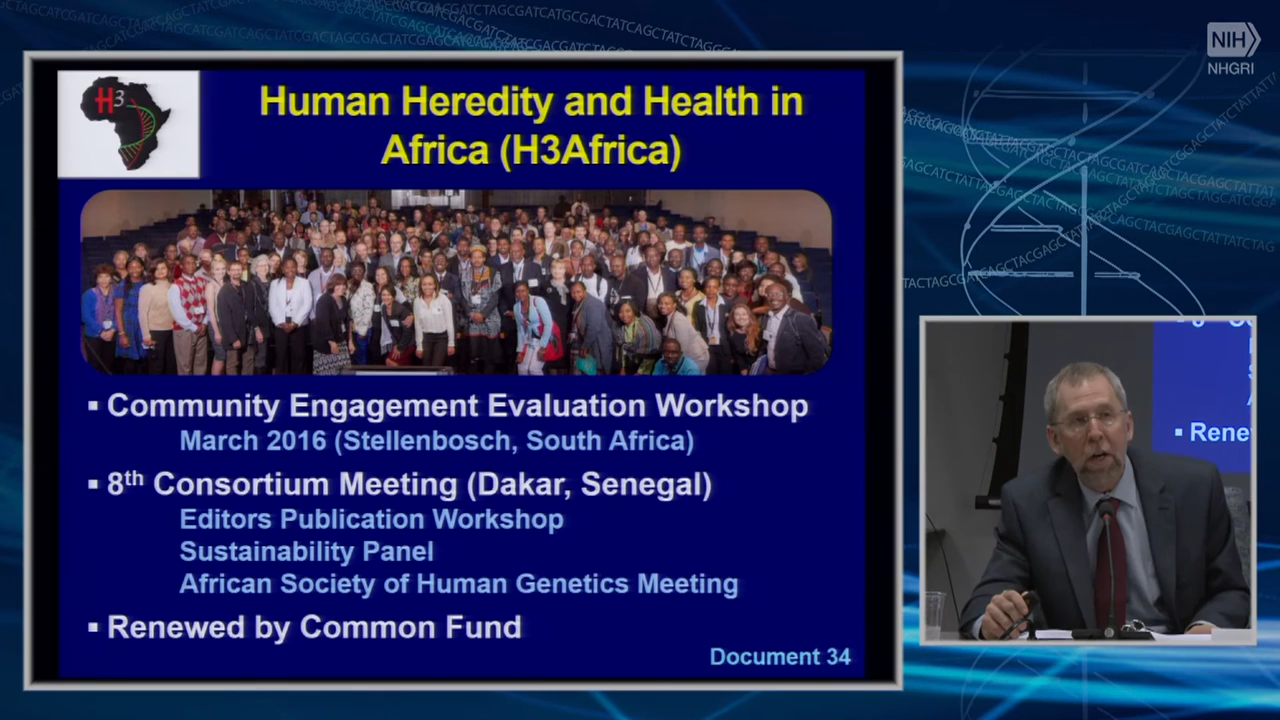 NIH
NHGRI
H3
Human Heredity and Health in
Africa (H3Africa)
▪ Community Engagement Evaluation Workshop
March 2016 (Stellenbosch, South Africa)
▪ 8th Consortium Meeting (Dakar, Senegal)
Editors Publication Workshop
Sustainability Panel
African Society of Human Genetics Meeting
▪ Renewed by Common Fund
Document 34
▪ Rene